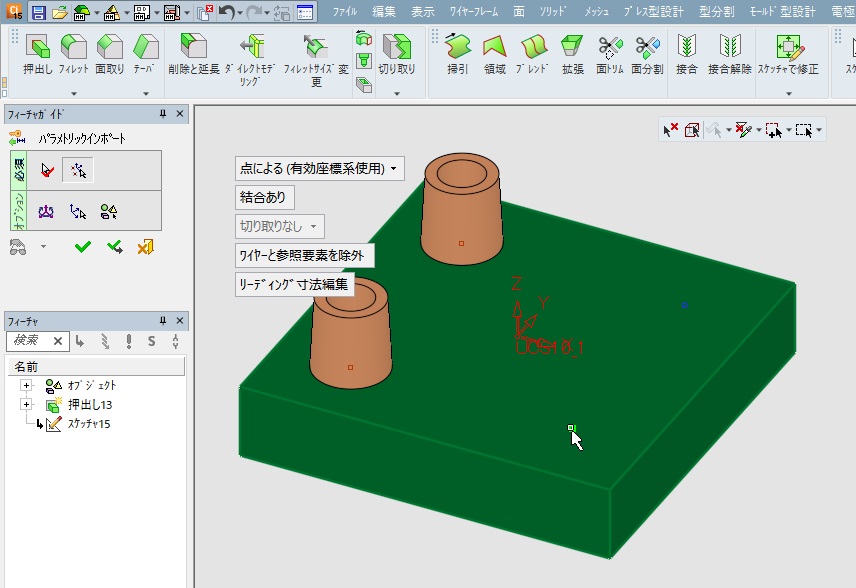 15
ファイル 編集 表示 ワイヤーフレーム 面 ソリッド メッシュ プレス型設計 型分割 モールド型設計 電極
押出し フィレット 面取り テーパ 削除と延長 ダイレクトモデリング フィレットサイズ変更 切り取り 掃引 領域 ブレンド 拡張 面トリム 面分割 接合 接合解除 スケッチで修正
フィーチャガイド
パラメトリックインポート
必須
オプション
フィーチャ
検索
S
名前
オブジェクト
押出し13
スケッチャ15
点による (有効座標系使用)
結合あり
切り取りなし
ワイヤーと参照要素を除外
リーディング寸法編集
Z
Y
X
UCS10_1